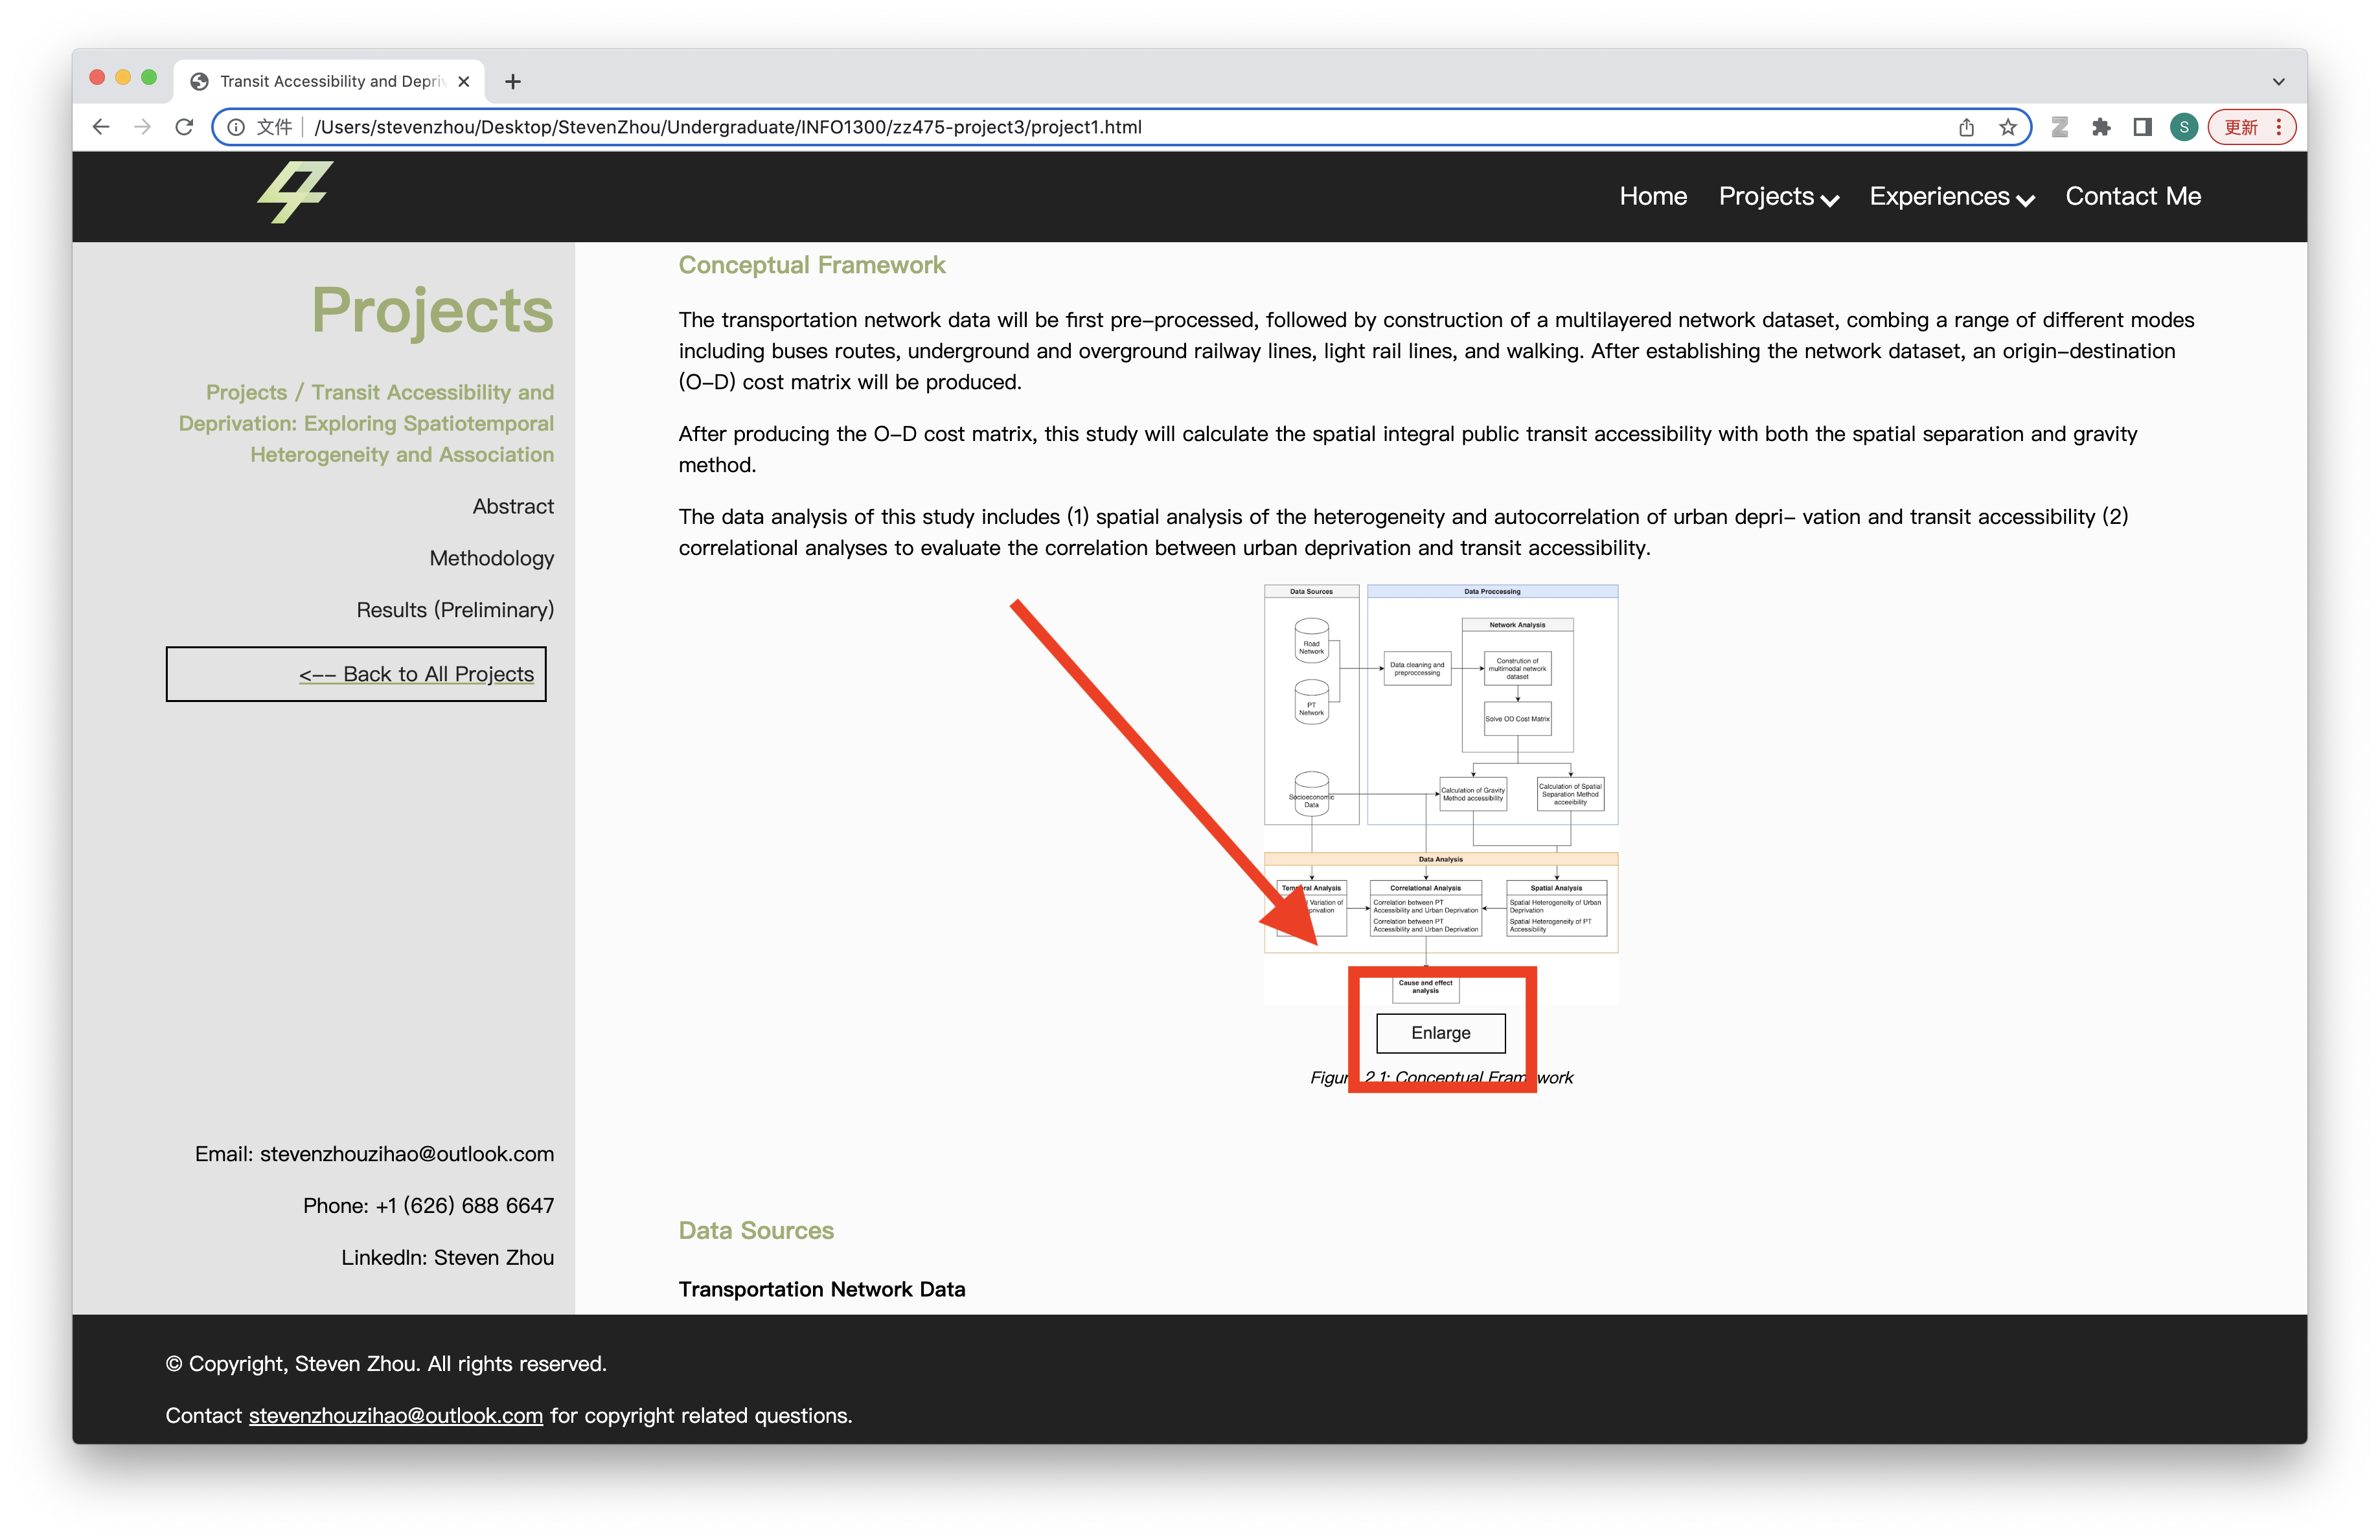 Transit Accessibility and Depriv
文件 /Users/stevenzhou/Desktop/StevenZhou/Undergraduate/INFO1300/zz475-project3/project1.html
S
更新
Home Projects Experiences Contact Me
Projects
Projects / Transit Accessibility and
Deprivation: Exploring Spatiotemporal
Heterogeneity and Association
Abstract
Methodology
Results (Preliminary)
<-- Back to All Projects
Email: stevenzhouzihao@outlook.com
Phone: +1 (626) 688 6647
LinkedIn: Steven Zhou
Conceptual Framework
The transportation network data will be first pre-processed, followed by construction of a multilayered network dataset, combing a range of different modes
including buses routes, underground and overground railway lines, light rail lines, and walking. After establishing the network dataset, an origin-destination
(O-D) cost matrix will be produced.
After producing the O-D cost matrix, this study will calculate the spatial integral public transit accessibility with both the spatial separation and gravity
method.
The data analysis of this study includes (1) spatial analysis of the heterogeneity and autocorrelation of urban depri- vation and transit accessibility (2)
correlational analyses to evaluate the correlation between urban deprivation and transit accessibility.
Data Sources
Data Proccessing
Network Analysis
Road
Network
PT
Network
Data cleaning and
preproccessing
Constrution of
multimodal network
dataset
Solve OD Cost Matrix
Socioeconomic
Data
Calculation of Gravity
Method accessibility
Calculation of Spatial
Separation Method
acceeibility
Data Analysis
Analysis
Variation of
Correlational Analysis
Correlation between PT
Accessibility and Urban Deprivation
Correlation between PT
Accessibility and Urban Deprivation
Spatial Analysis
Spatial Heterogeneity of Urban
Deprivation
Spatial Heterogeneity of PT
Accessibility
Cause and effect
analysis
Enlarge
Figure 2.1: Conceptual Framework
Data Sources
Transportation Network Data
© Copyright, Steven Zhou. All rights reserved.
Contact stevenzhouzihao@outlook.com for copyright related questions.